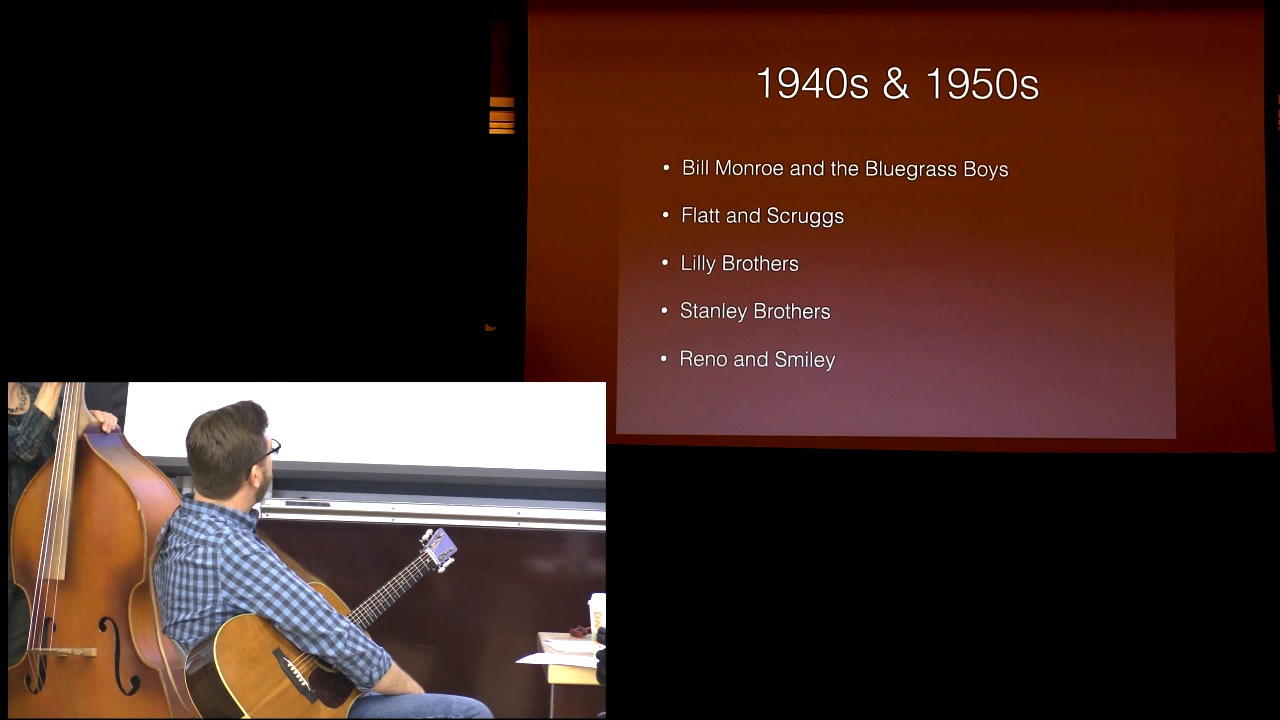 1940s & 1950s
• Bill Monroe and the Bluegrass Boys
• Flatt and Scruggs
• Lilly Brothers
• Stanley Brothers
• Reno and Smiley